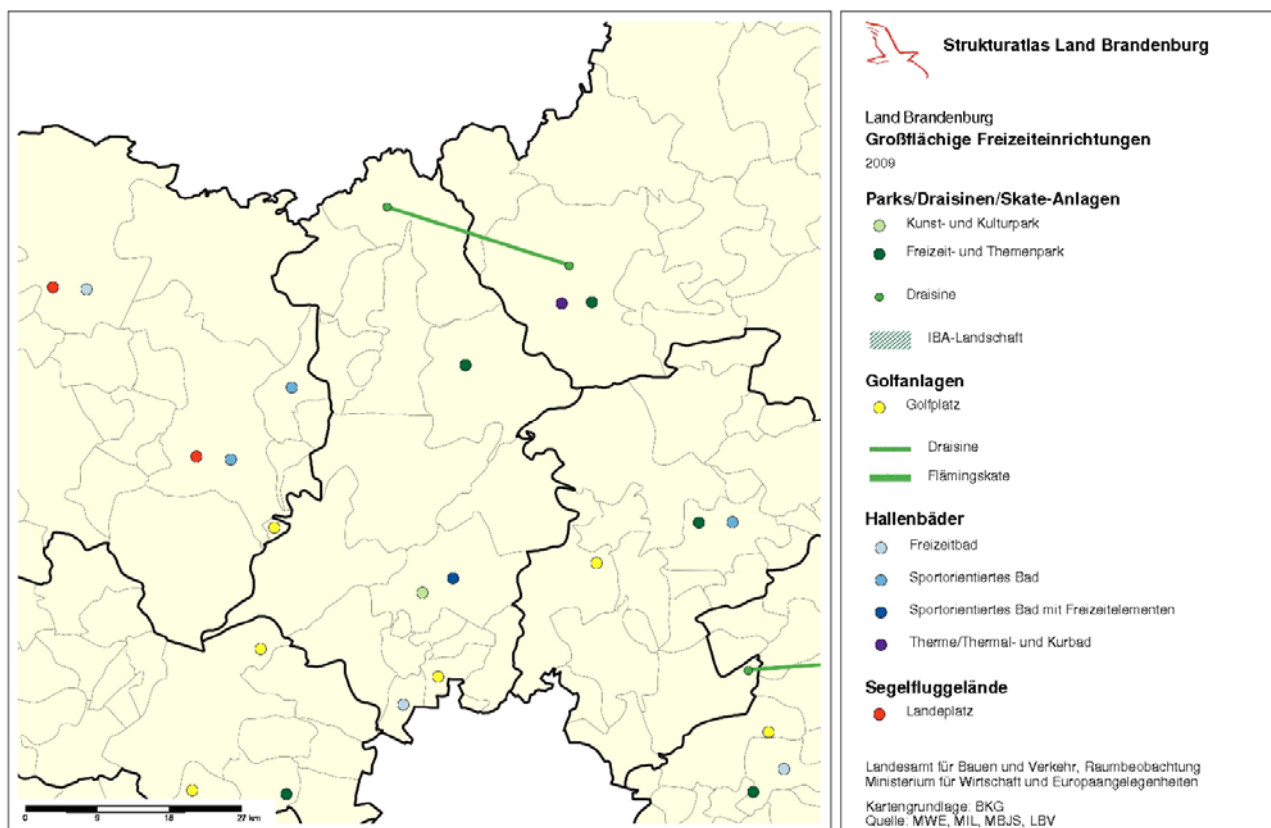 Strukturatlas Land Brandenburg
Land Brandenburg
Großflächige Freizeiteinrichtungen
2009
Parks/Draisinen/Skate-Anlagen
Kunst- und Kulturpark
Freizeit- und Themenpark
Draisine
IBA-Landschaft
Golfanlagen
Golfplatz
Draisine
Flämingskate
Hallenbäder
Freizeitbad
Sportorientiertes Bad
Sportorientiertes Bad mit Freizeitelementen
Therme/Thermal- und Kurbad
Segelfluggelände
Landeplatz
Landesamt für Bauen und Verkehr, Raumbeobachtung
Ministerium für Wirtschaft und Europaangelegenheiten
Kartengrundlage: BKG
Quelle: MWE, MIL, MBJS, LBV
0 9 18 27 km